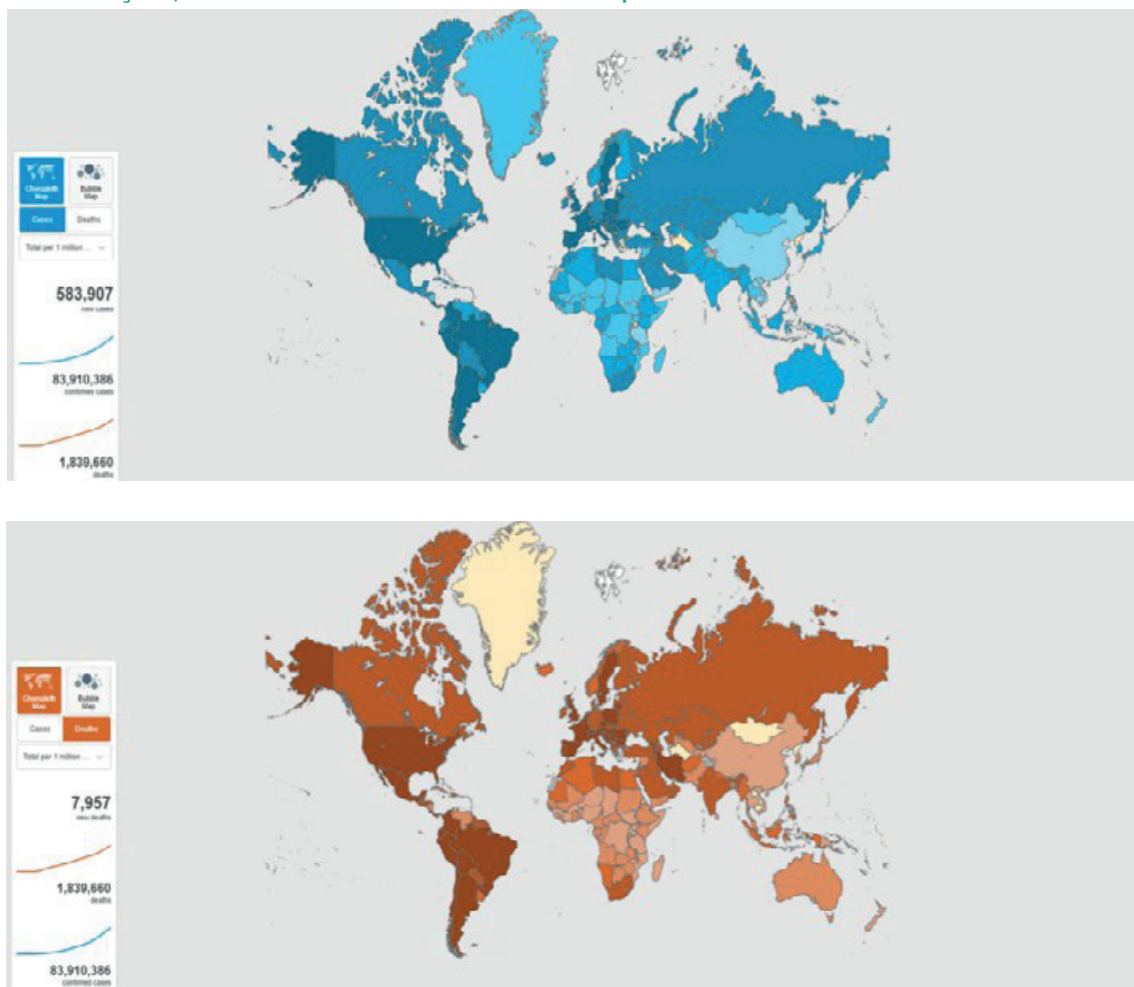 Choropleth
Map
Bubble
Map
Cases
Deaths
Total per 1 million ...
583,907
new cases
83,910,386
confirmed cases
1,839,660
deaths
Choropleth
Map
Bubble
Map
Cases
Deaths
Total per 1 million ...
7,957
new deaths
1,839,660
deaths
83,910,386
confirmed cases